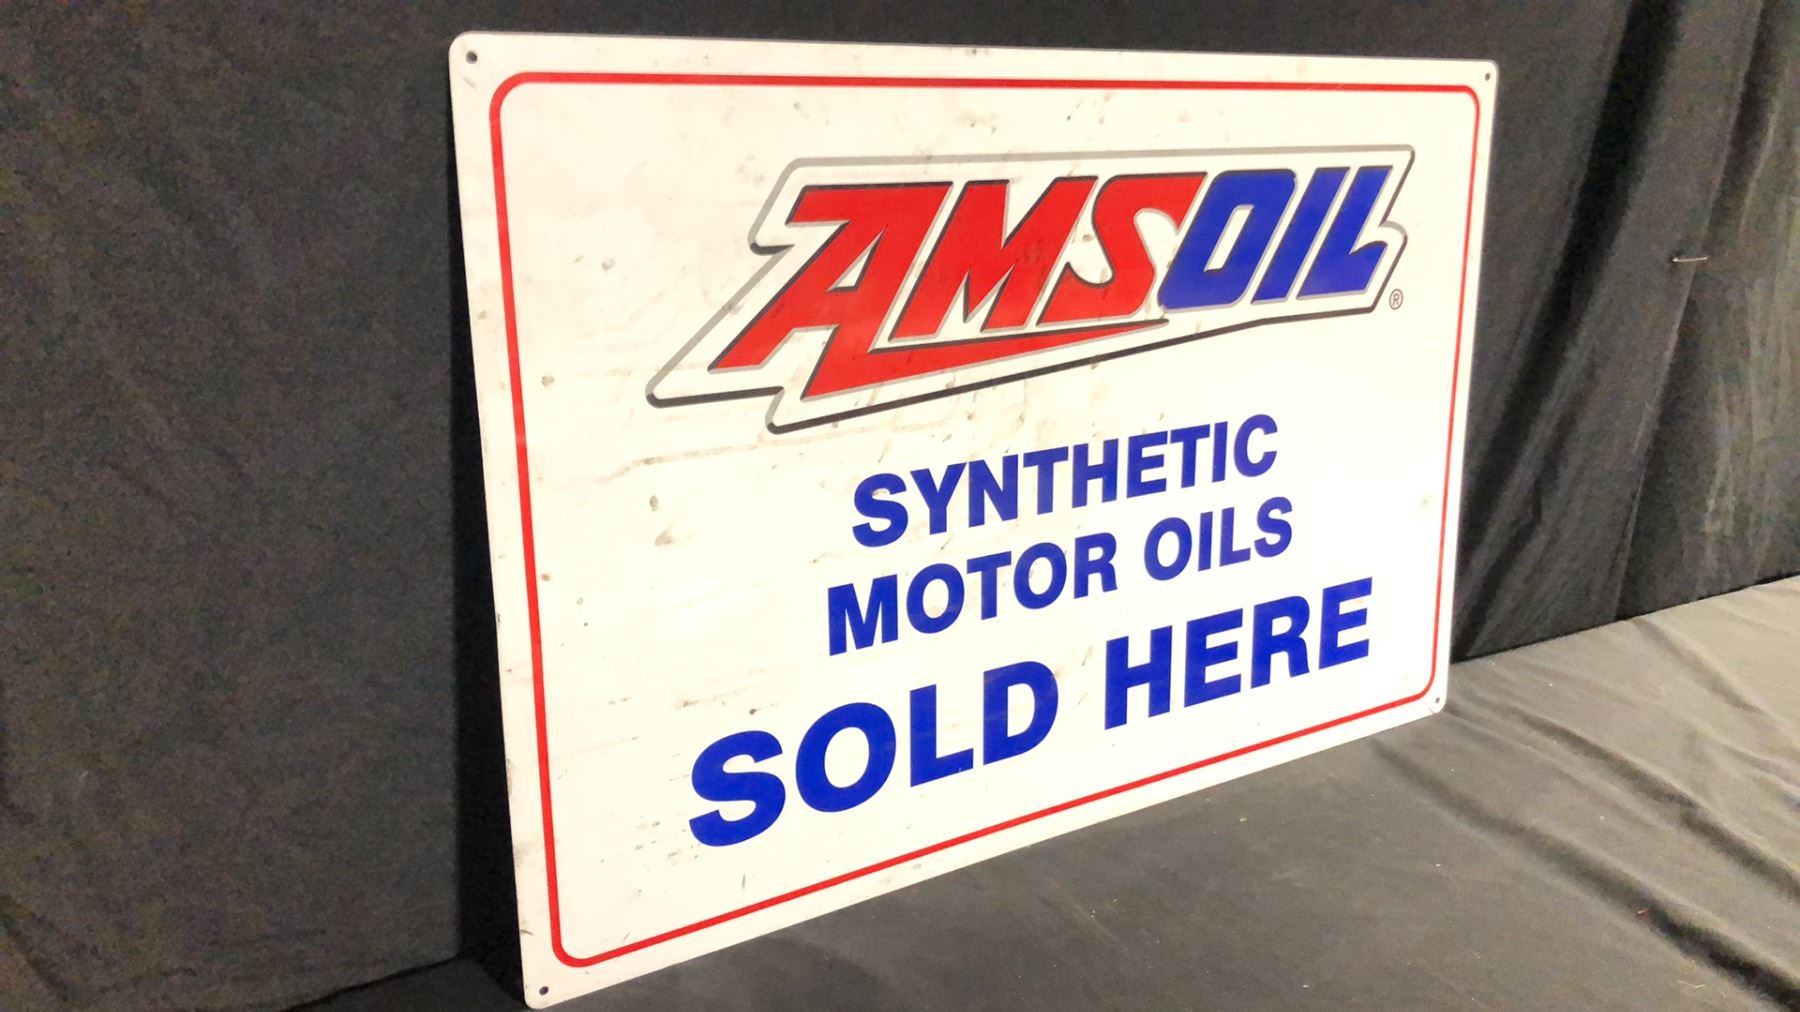 AMSOIL®
SYNTHETIC
MOTOR OILS
SOLD HERE